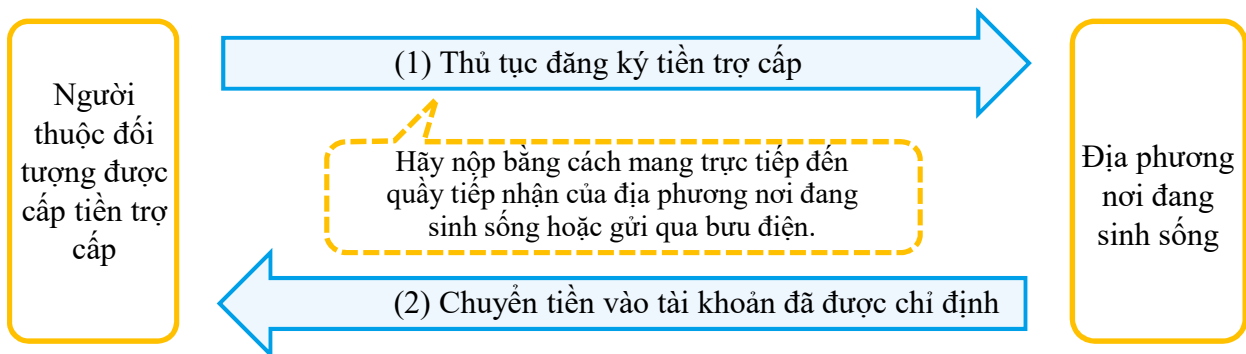 Người
thuộc đối
tượng được
cấp tiền trợ
cấp
(1) Thủ tục đăng ký tiền trợ cấp
Hãy nộp bằng cách mang trực tiếp đến
quầy tiếp nhận của địa phương nơi đang
sinh sống hoặc gửi qua bưu điện.
(2) Chuyển tiền vào tài khoản đã được chỉ định
Địa phương
nơi đang
sinh sống